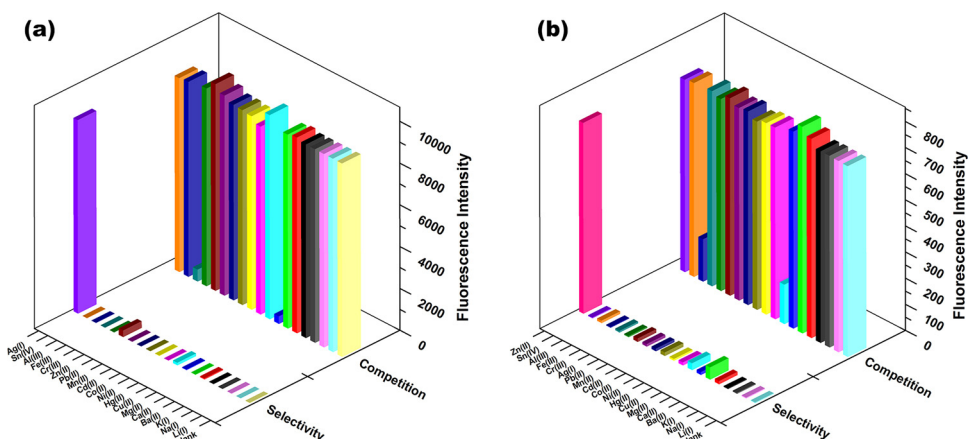 (a)
10000
8000
6000
4000
2000
0
Fluorescence Intensity
Competition
Selectivity
Ag(I)
Sn(IV)
Al(III)
Fe(III)
Cr(III)
Zn(II)
Pb(II)
Mn(II)
Cd(II)
Co(II)
Ni(II)
Hg(II)
Cu(II)
Mg(II)
Ca(II)
Ba(II)
K(I)
Na(I)
Li(I)
(b)
800
700
600
500
400
300
200
100
0
Fluorescence Intensity
Competition
Selectivity
Zn(II)
Sn(IV)
Al(III)
Fe(III)
Ag(I)
Cr(III)
Pb(II)
Mn(II)
Cd(II)
Co(II)
Ni(II)
Hg(II)
Cu(II)
Mg(II)
Ca(II)
Ba(II)
K(I)
Na(I)
Li(I)